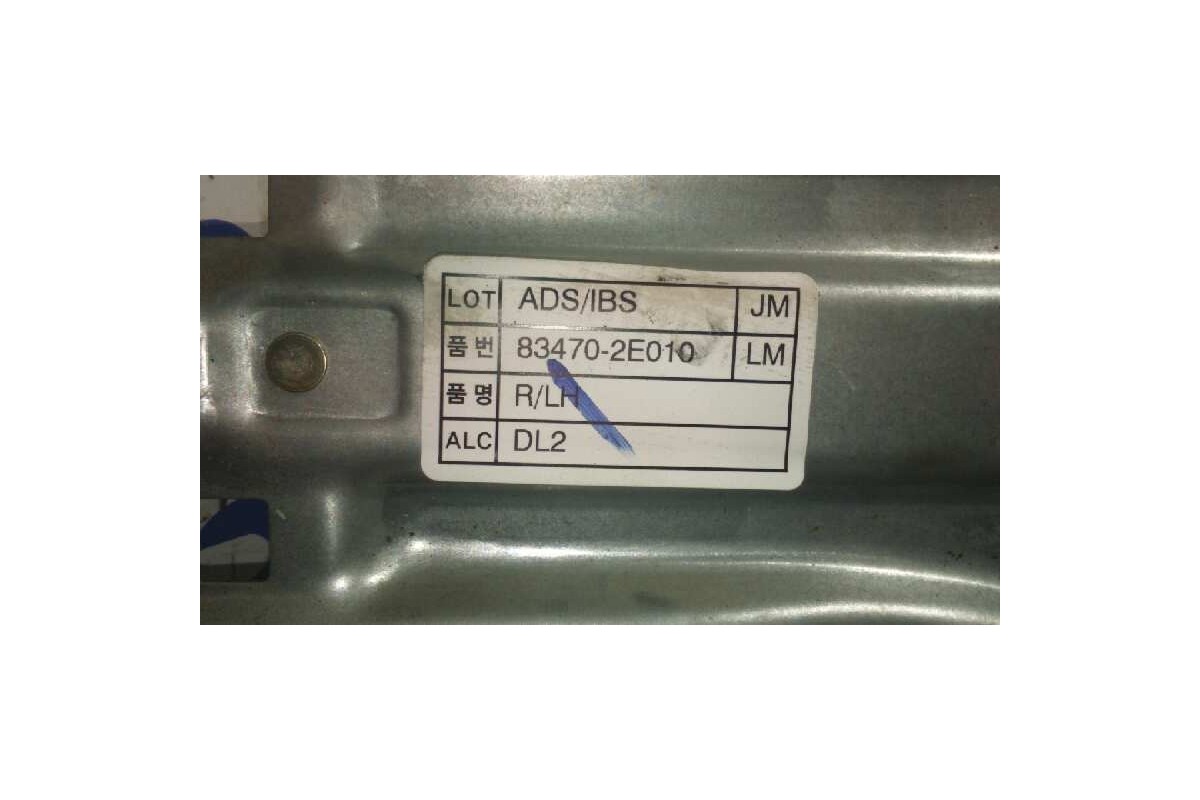 LOT ADS/IBS JM
품번 83470-2E010 LM
품명 R/LH
ALC DL2